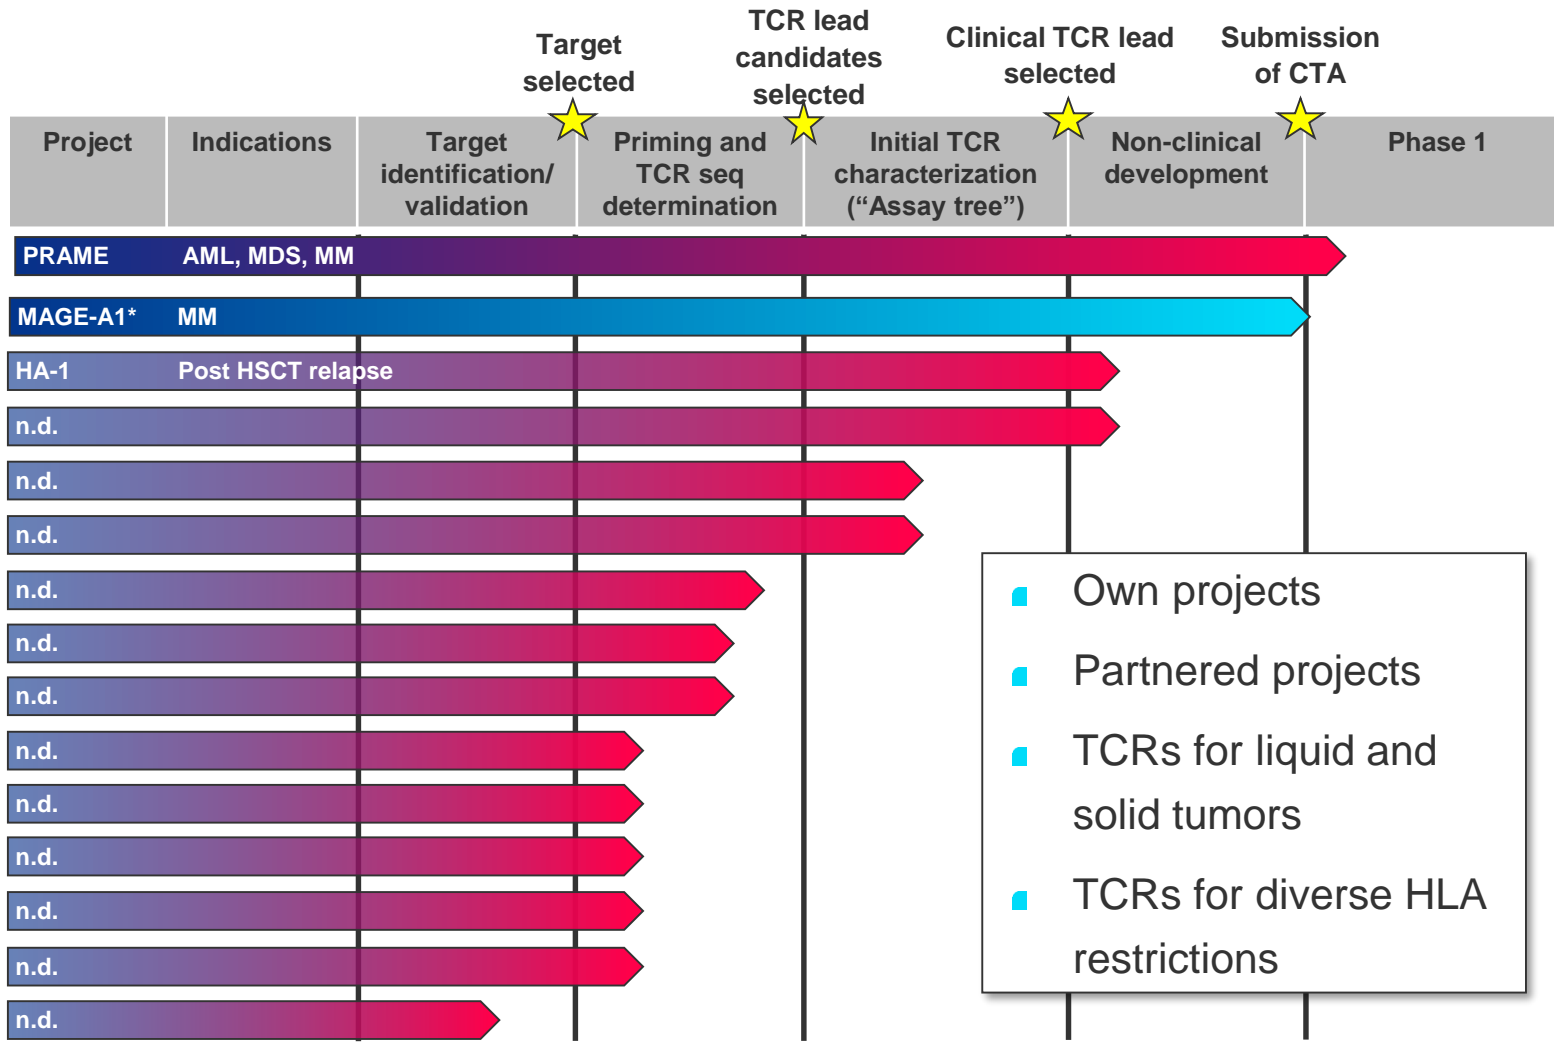 Target
selected
TCR lead
candidates
selected
Clinical TCR lead
selected
Submission
of CTA
Project
Indications
Target
identification/
validation
Priming and
TCR seq
determination
Initial TCR
characterization
(“Assay tree”)
Non-clinical
development
Phase 1
PRAME AML, MDS, MM
MAGE-A1* MM
HA-1 Post HSCT relapse
n.d.
n.d.
n.d.
n.d.
n.d.
n.d.
n.d.
n.d.
n.d.
n.d.
n.d.
n.d.
Own projects
Partnered projects
TCRs for liquid and
solid tumors
TCRs for diverse HLA
restrictions